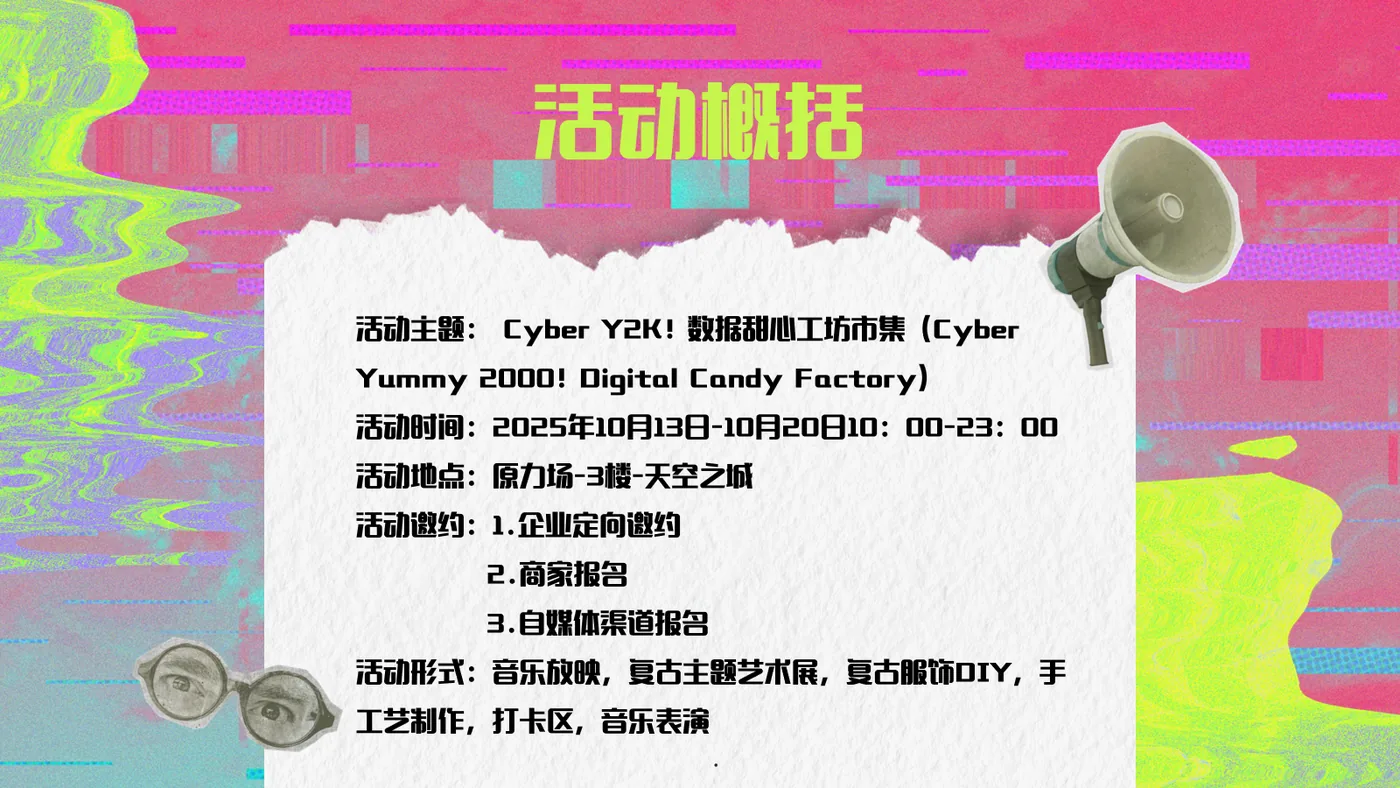 活动概括
活动主题： Cyber Y2K！数据甜心工坊市集（Cyber
Yummy 2000！Digital Candy Factory）
活动时间：2025年10月13日-10月20日10：00-23：00
活动地点：原力场-3楼-天空之城
活动邀约：1.企业定向邀约
2.商家报名
3.自媒体渠道报名
活动形式：音乐放映，复古主题艺术展，复古服饰DIY，手
工艺制作，打卡区，音乐表演
.